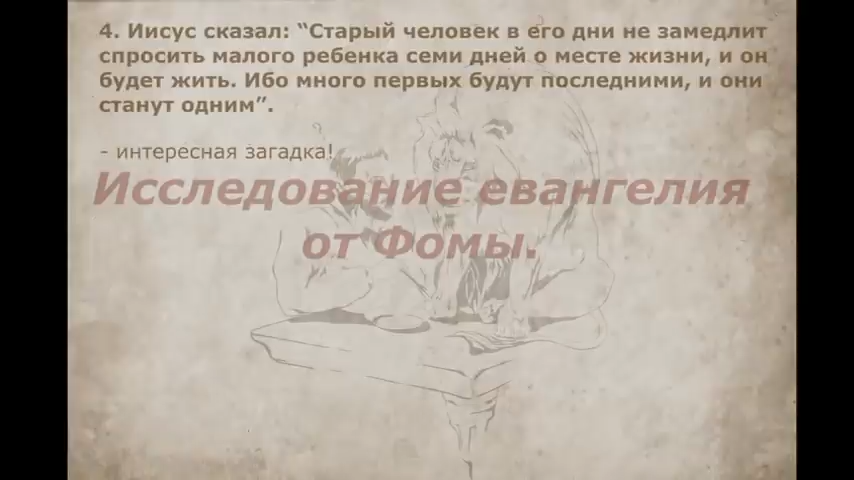 4. Иисус сказал: “Старый человек в его дни не замедлит
спросить малого ребенка семи дней о месте жизни, и он
будет жить. Ибо много первых будут последними, и они
станут одним”.
- интересная загадка!
Исследование евангелия
от Фомы.